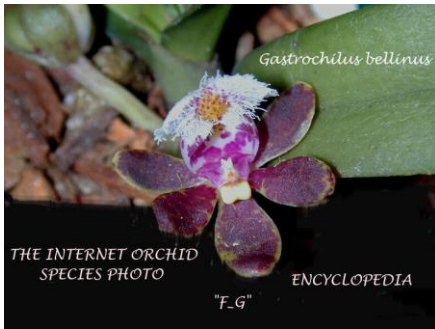 Gastrochilus bellinus
THE INTERNET ORCHID
SPECIES PHOTO
ENCYCLOPEDIA
"F_G"